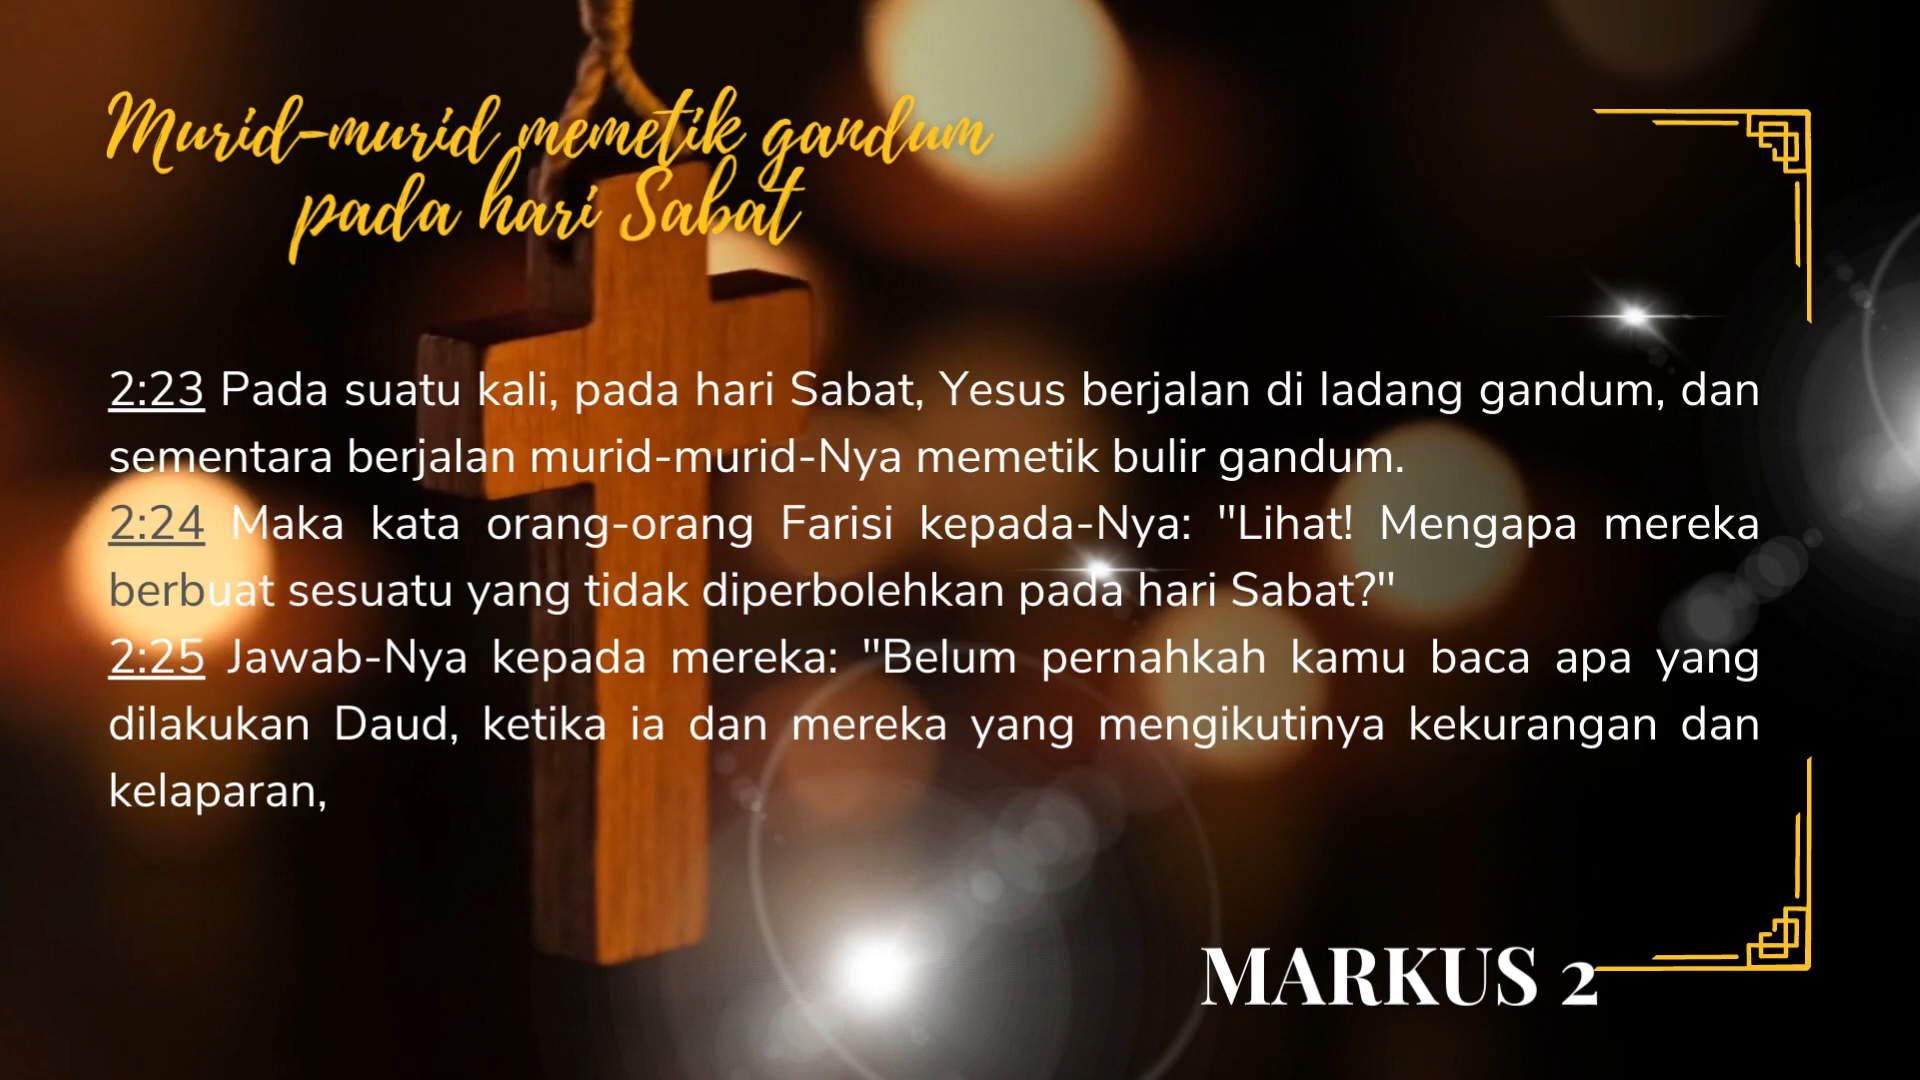 Murid-murid memetik gandum
pada hari Sabat
2:23 Pada suatu kali, pada hari Sabat, Yesus berjalan di ladang gandum, dan
sementara berjalan murid-murid-Nya memetik bulir gandum.
2:24 Maka kata orang-orang Farisi kepada-Nya: "Lihat! Mengapa mereka
berbuat sesuatu yang tidak diperbolehkan pada hari Sabat?"
2:25 Jawab-Nya kepada mereka: "Belum pernahkah kamu baca apa yang
dilakukan Daud, ketika ia dan mereka yang mengikutinya kekurangan dan
kelaparan,
MARKUS 2